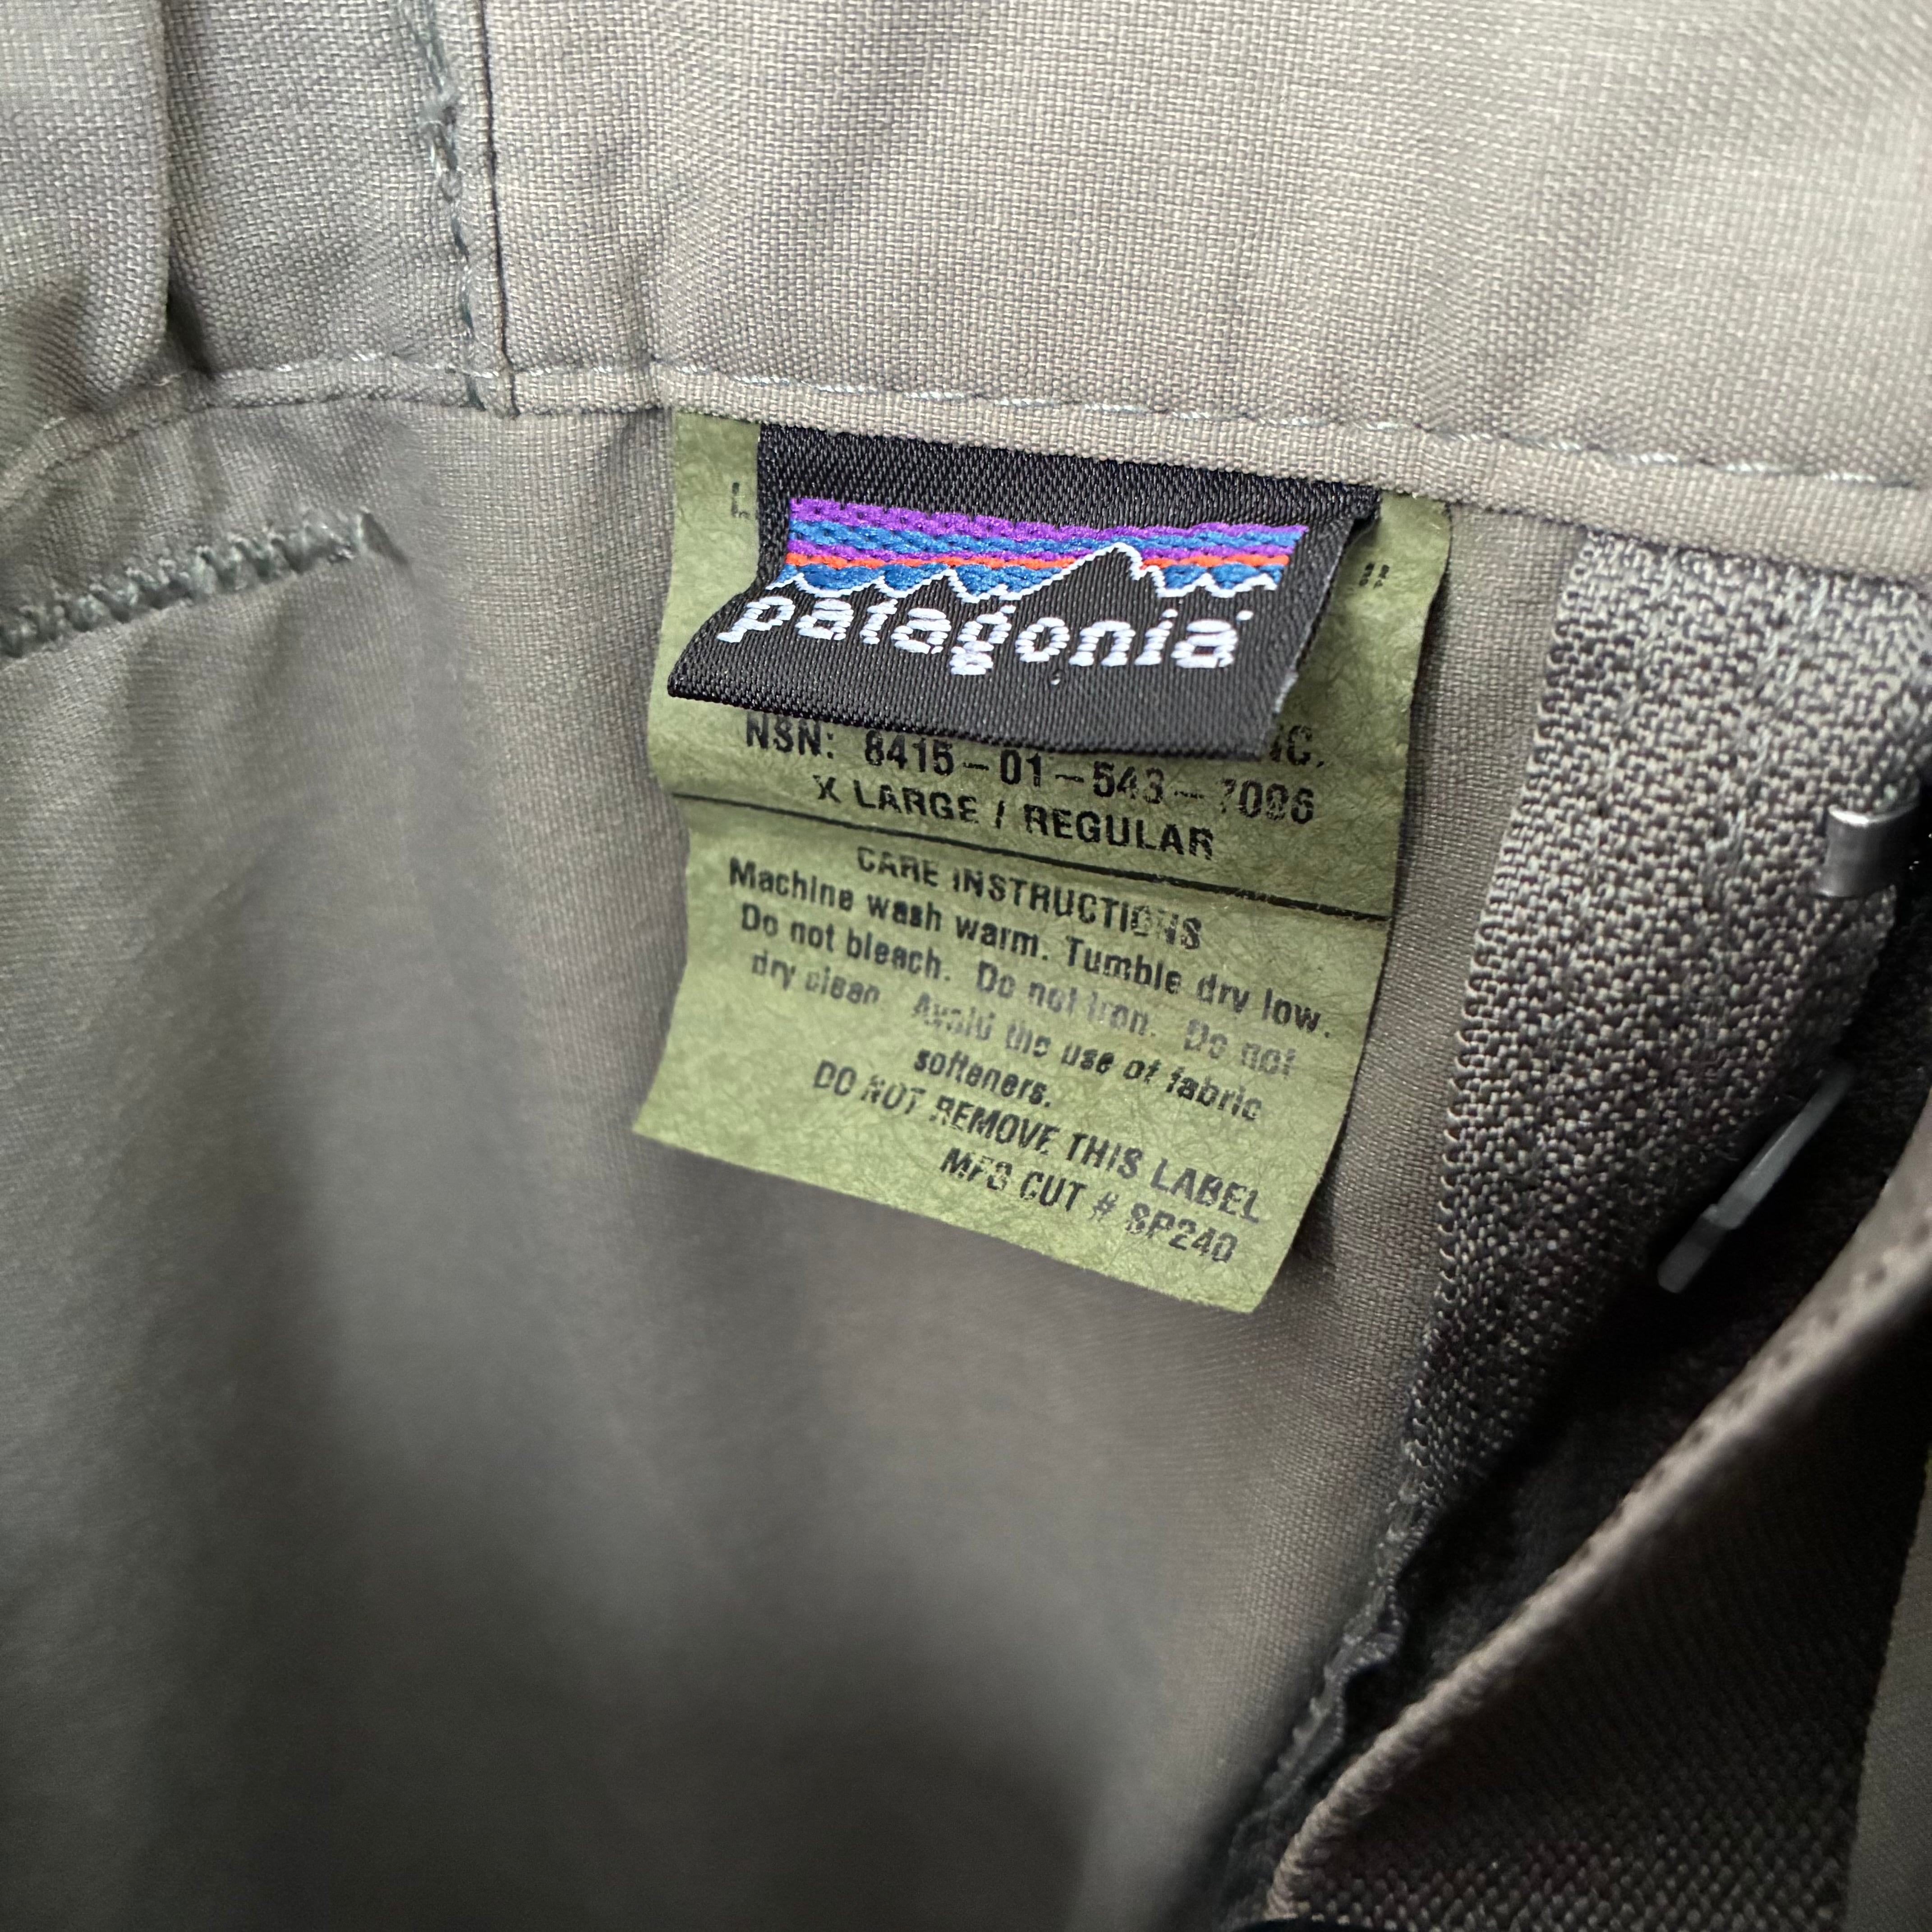 patagonia
NSN: 8415-01-543-7096
X LARGE / REGULAR
CARE INSTRUCTIONS
Machine wash warm. Tumble dry low.
Do not bleach. Do not iron. Do not
dry clean Avoid the use of fabric
softeners.
DO NOT REMOVE THIS LABEL
MFG CUT # SP240